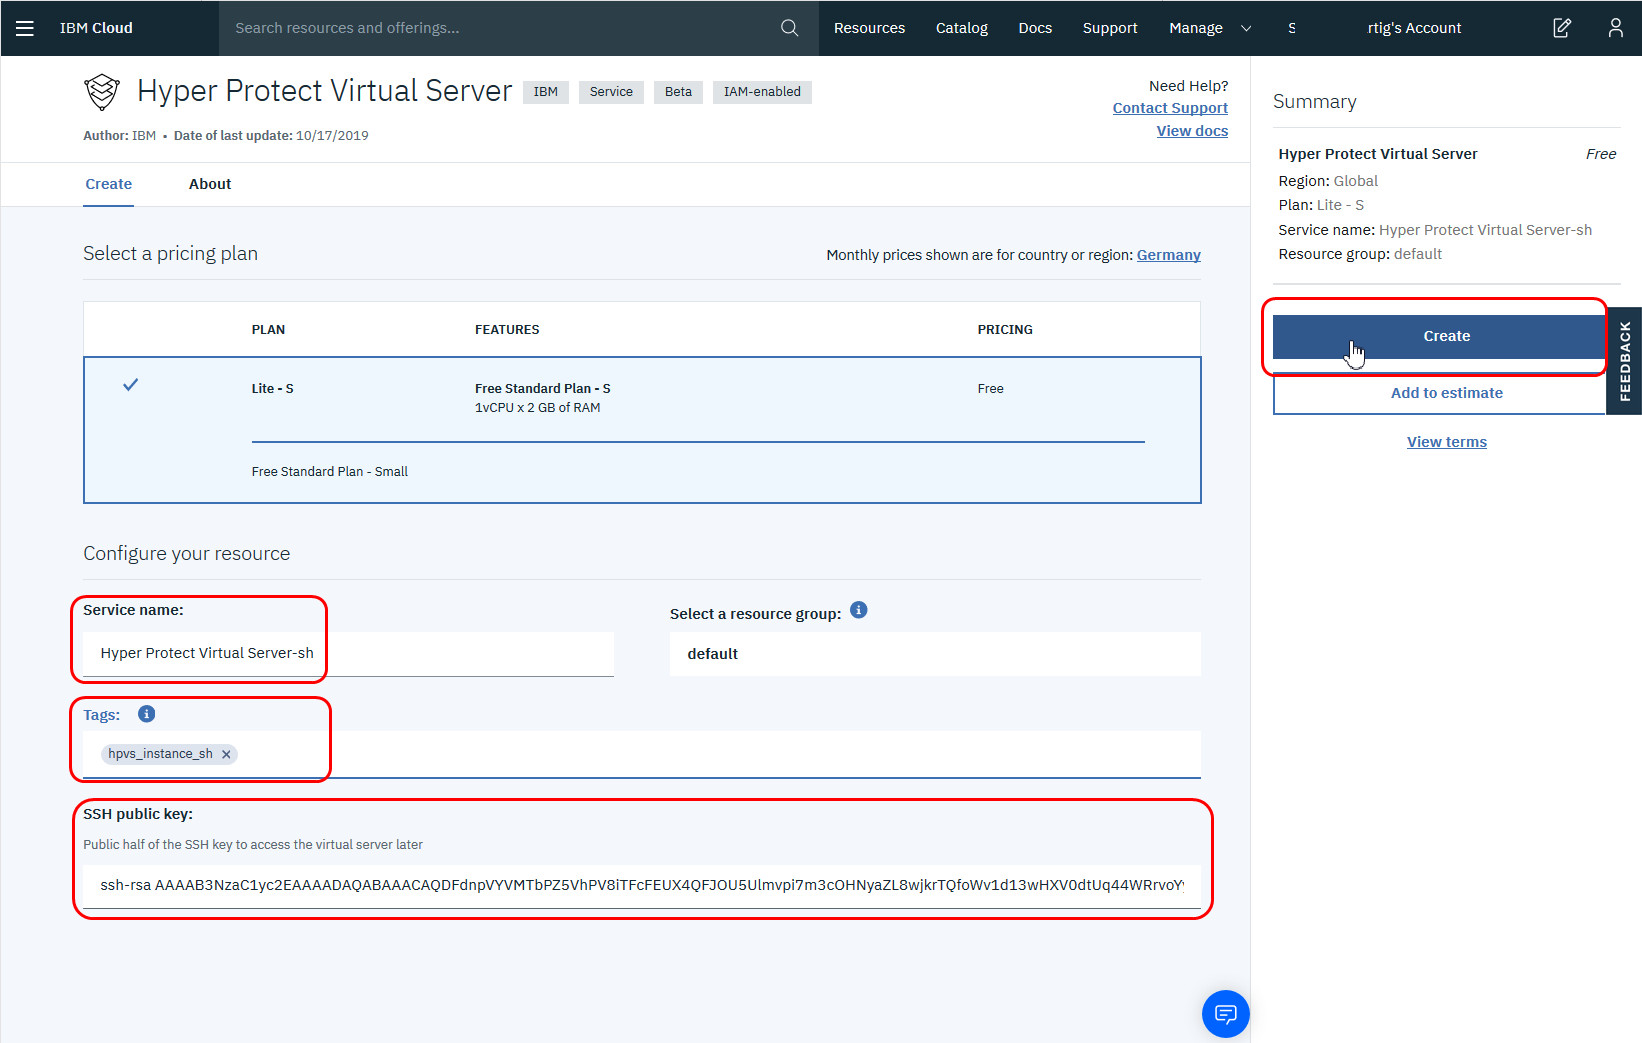 IBM Cloud
Search resources and offerings...
Resources Catalog Docs Support Manage S rtig's Account
Hyper Protect Virtual Server IBM Service Beta IAM-enabled
Author: IBM • Date of last update: 10/17/2019
Need Help?
Contact Support
View docs
Create About
Select a pricing plan
Monthly prices shown are for country or region: Germany
PLAN FEATURES PRICING
Lite - S Free Standard Plan - S Free
1vCPU x 2 GB of RAM
Free Standard Plan - Small
Configure your resource
Service name:
Hyper Protect Virtual Server-sh
Select a resource group:
default
Tags:
hpvs_instance_sh ×
SSH public key:
Public half of the SSH key to access the virtual server later
ssh-rsa AAAAB3NzaC1yc2EAAAADAQABAAACAQDFdnpVYVMTbPZ5VhPV8iTFcFEUX4QFJOU5Ulmvpi7m3cOHNyaZL8wjkrTQfoWv1d13wHXV0dtUq44WRrvoY
Summary
Hyper Protect Virtual Server Free
Region: Global
Plan: Lite - S
Service name: Hyper Protect Virtual Server-sh
Resource group: default
Create
Add to estimate
View terms
FEEDBACK